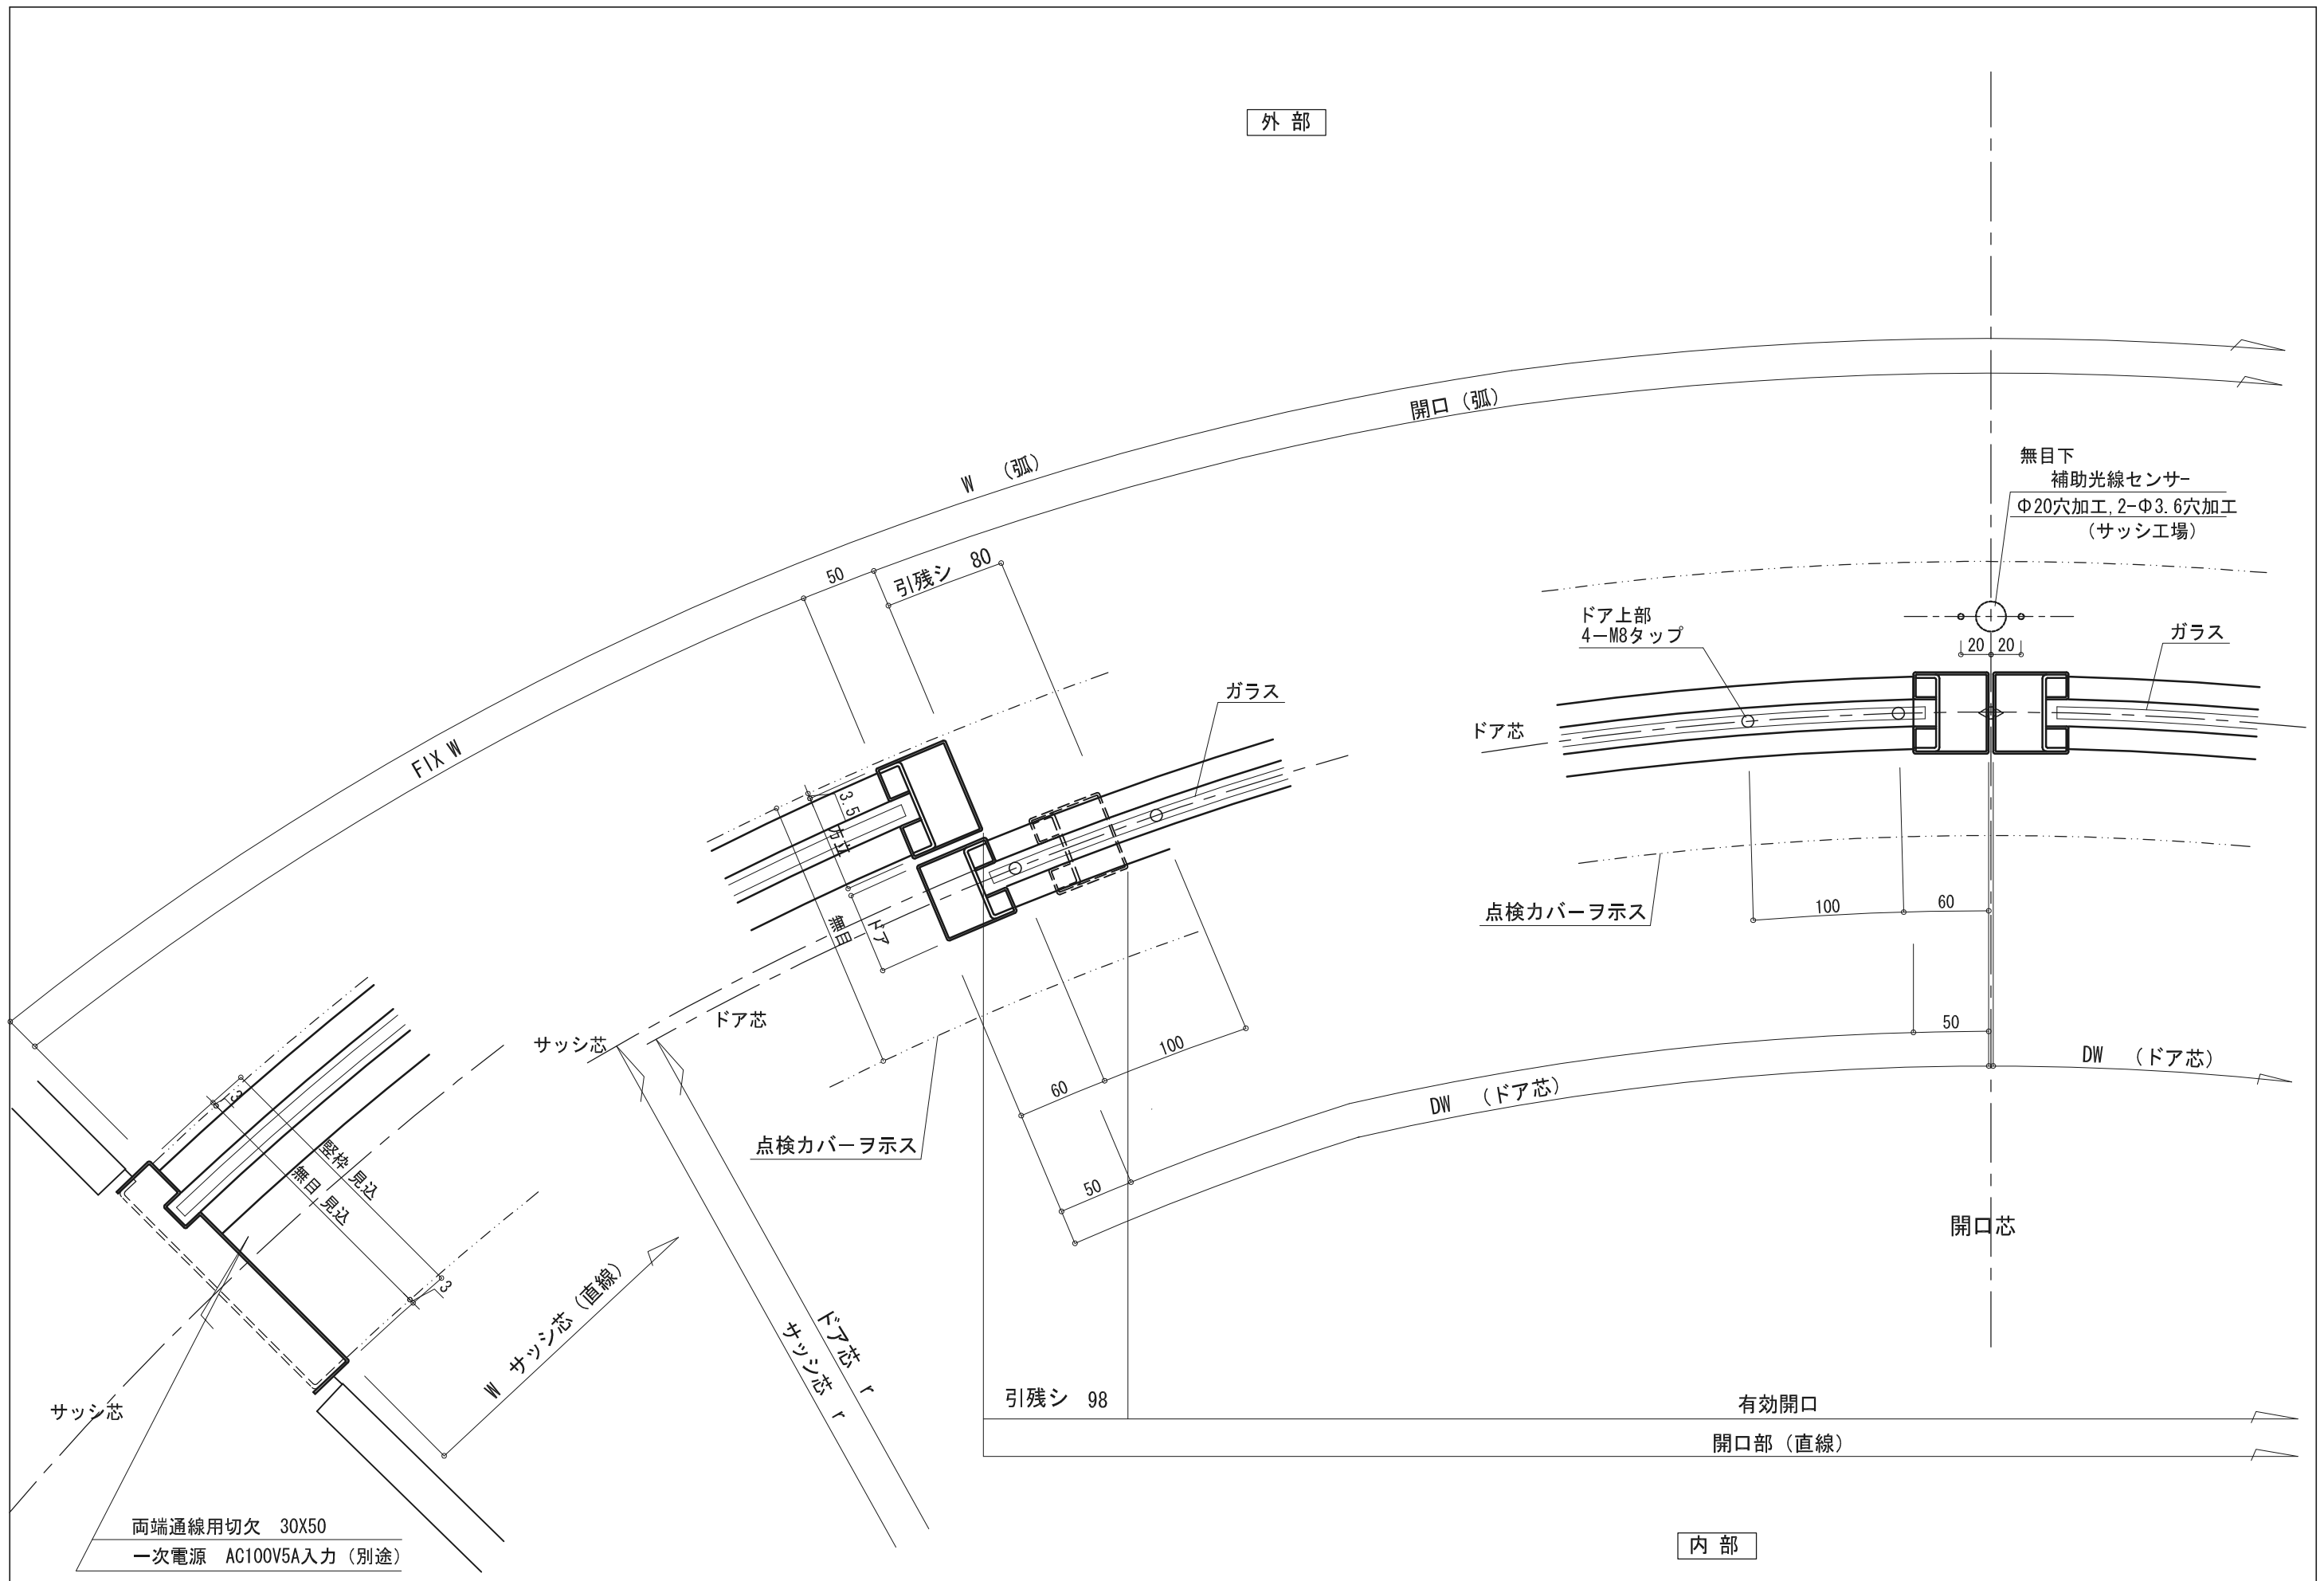 外 部
開口(弧)
W (弧)
無目下
補助光線センサー
Φ20穴加工,2-Φ3.6穴加工
(サッシ工場)
50
引残シ 80
ドア上部
4－M8タップ
20
20
ガラス
ガラス
ドア芯
FIX W
3.5
方立
無目
ドア
点検カバーヲ示ス
100
60
サッシ芯
ドア芯
点検カバーヲ示ス
60
100
50
50
DW (ドア芯)
DW (ドア芯)
3
竪枠 見込
無目 見込
3
開口芯
W サッシ芯(直線)
ドア芯 r
サッシ芯 r
サッシ芯
引残シ 98
有効開口
開口部(直線)
両端通線用切欠 30X50
一次電源 AC100V5A入力(別途)
内 部